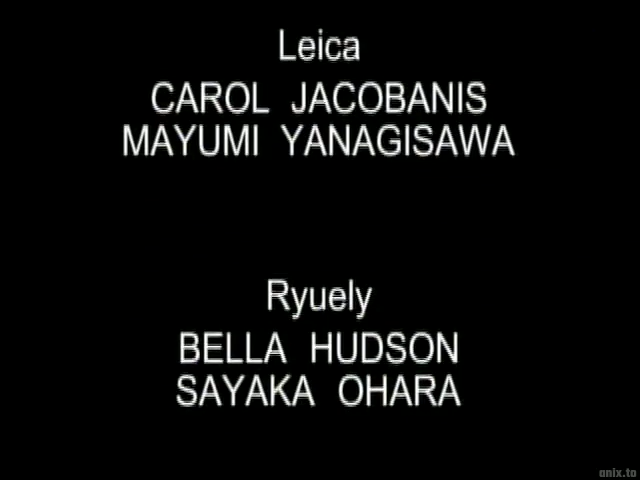 Leica
CAROL JACOBANIS
MAYUMI YANAGISAWA
Ryuely
BELLA HUDSON
SAYAKA OHARA
anix.to